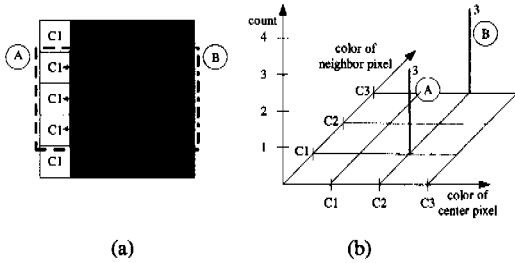 A
C1
C1
C1
C1
C1
B
(a)
count
4
3
2
1
color of
neighbor pixel
C3
C2
C1
3
A
3
B
C1
C2
C3
color of
center pixel
(b)